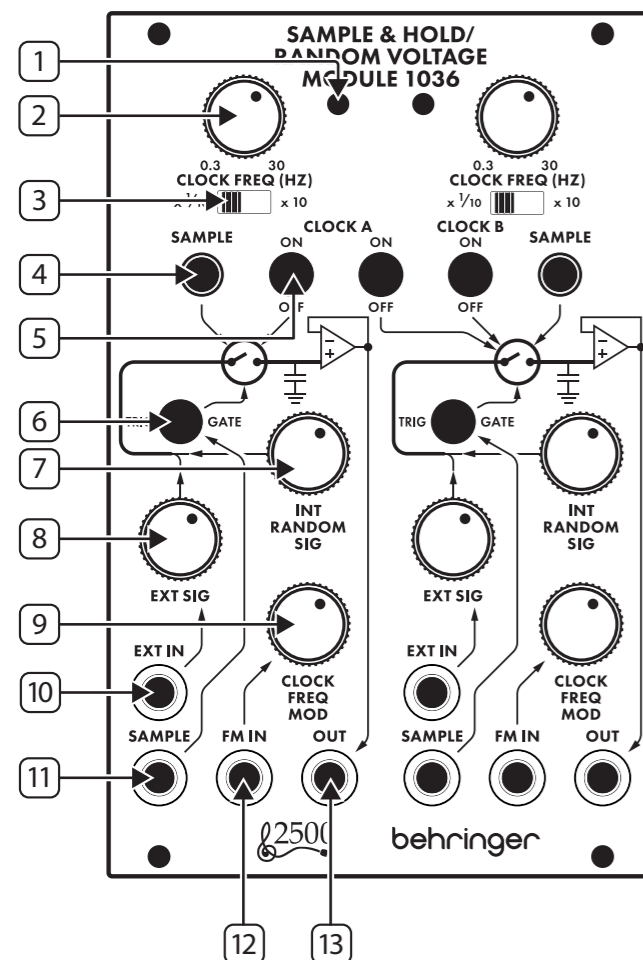 SAMPLE & HOLD/
RANDOM VOLTAGE
MODULE 1036
1
2
0.3 30
0.3 30
CLOCK FREQ (HZ)
CLOCK FREQ (HZ)
3
x 10
x 1/10 x 10
CLOCK A
CLOCK B
SAMPLE
ON
ON
ON
SAMPLE
4
5
OFF
OFF
OFF
6
GATE
TRIG GATE
7
INT
RANDOM
SIG
INT
RANDOM
SIG
8
EXT SIG
EXT SIG
9
EXT IN
EXT IN
CLOCK
FREQ
MOD
CLOCK
FREQ
MOD
10
SAMPLE FM IN OUT
SAMPLE FM IN OUT
11
2500
behringer
12
13